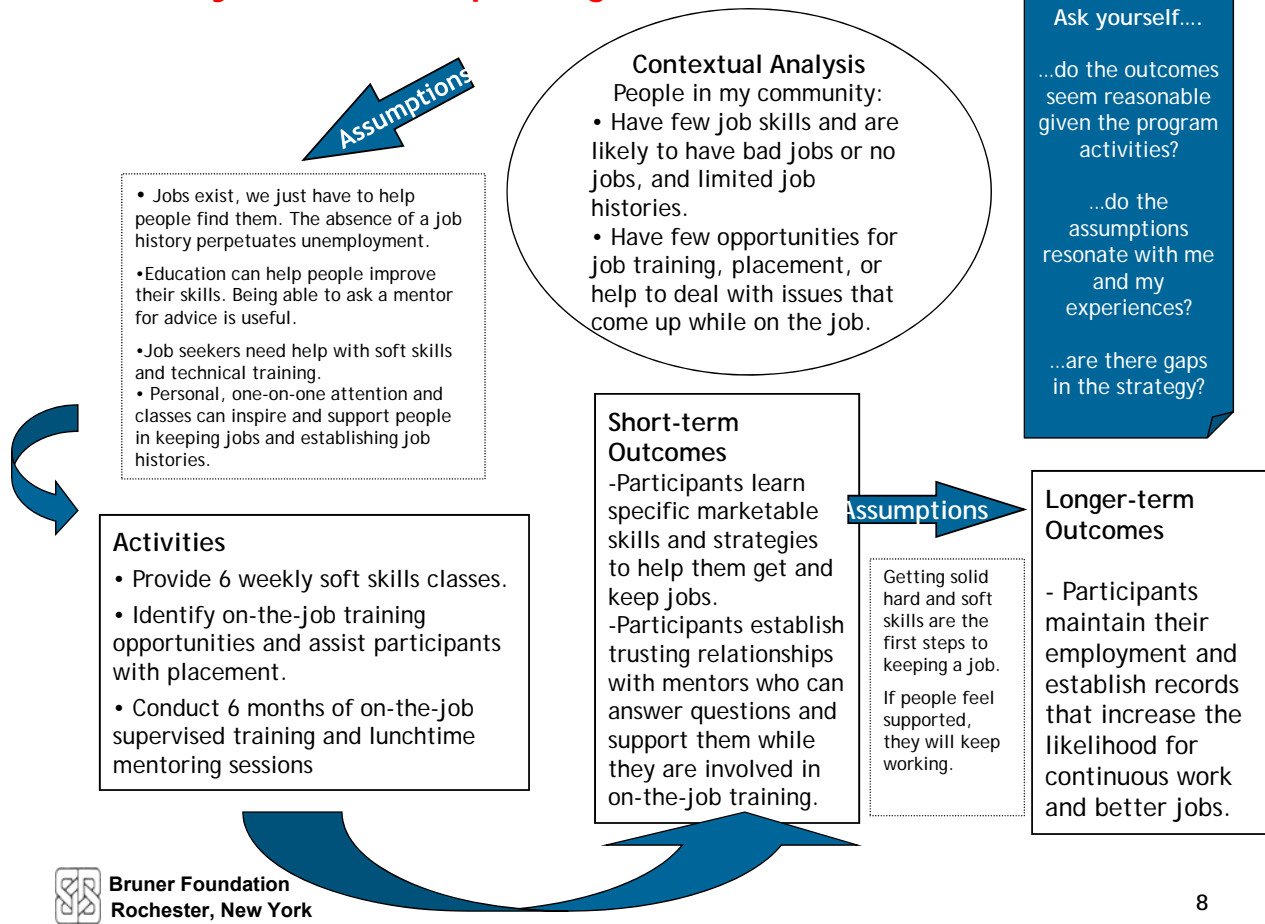 Ask yourself….
…do the outcomes
seem reasonable
given the program
activities?
…do the
assumptions
resonate with me
and my
experiences?
…are there gaps
in the strategy?
Contextual Analysis
People in my community:
• Have few job skills and are
likely to have bad jobs or no
jobs, and limited job
histories.
• Have few opportunities for
job training, placement, or
help to deal with issues that
come up while on the job.
Assumptions
• Jobs exist, we just have to help
people find them. The absence of a job
history perpetuates unemployment.
•Education can help people improve
their skills. Being able to ask a mentor
for advice is useful.
•Job seekers need help with soft skills
and technical training.
• Personal, one-on-one attention and
classes can inspire and support people
in keeping jobs and establishing job
histories.
Activities
• Provide 6 weekly soft skills classes.
• Identify on-the-job training
opportunities and assist participants
with placement.
• Conduct 6 months of on-the-job
supervised training and lunchtime
mentoring sessions
Short-term
Outcomes
-Participants learn
specific marketable
skills and strategies
to help them get and
keep jobs.
-Participants establish
trusting relationships
with mentors who can
answer questions and
support them while
they are involved in
on-the-job training.
Assumptions
Getting solid
hard and soft
skills are the
first steps to
keeping a job.
If people feel
supported,
they will keep
working.
Longer-term
Outcomes
- Participants
maintain their
employment and
establish records
that increase the
likelihood for
continuous work
and better jobs.
Bruner Foundation
Rochester, New York
8